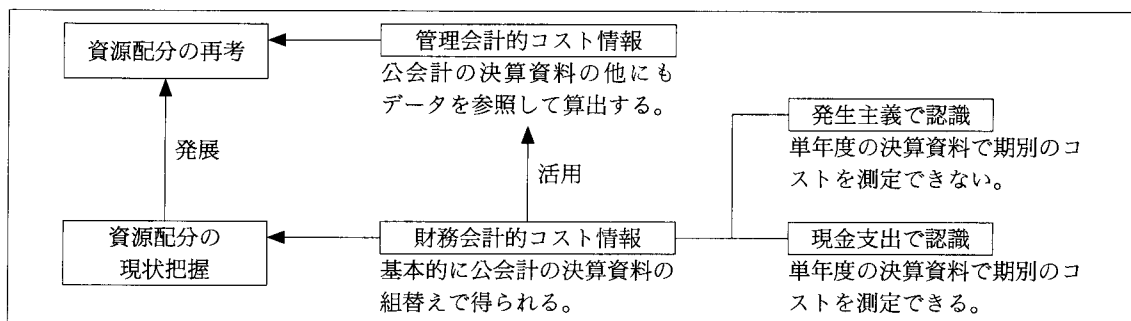 資源配分の再考
管理会計的コスト情報
公会計の決算資料の他にも
データを参照して算出する。
発展
活用
発生主義で認識
単年度の決算資料で期別のコ
ストを測定できない。
資源配分の
現状把握
財務会計的コスト情報
基本的に公会計の決算資料の
組替えで得られる。
現金支出で認識
単年度の決算資料で期別のコ
ストを測定できる。